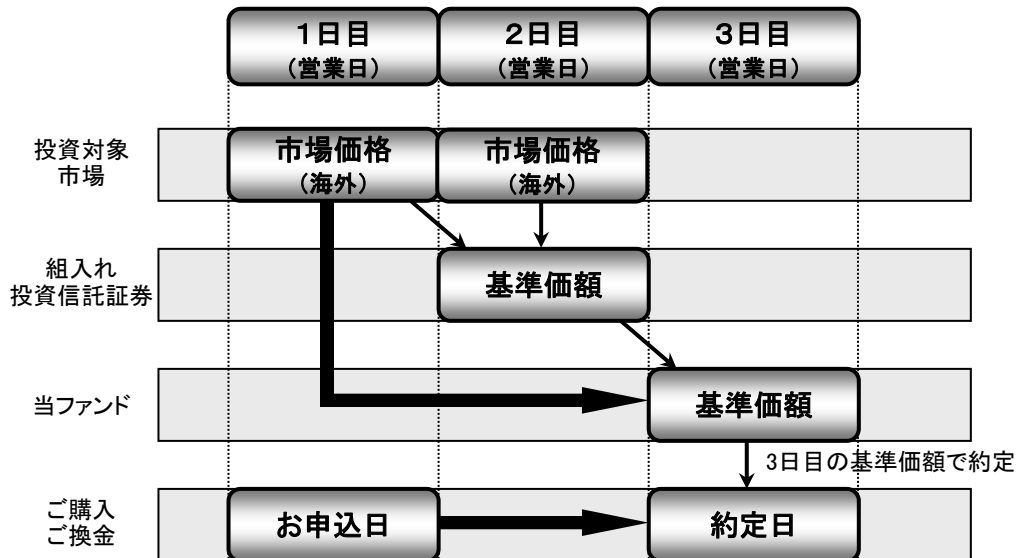 1日目
(営業日)
2日目
(営業日)
3日目
(営業日)
投資対象
市場
市場価格
(海外)
市場価格
(海外)
組入れ
投資信託証券
基準価額
当ファンド
基準価額
3日目の基準価額で約定
ご購入
ご換金
お申込日
約定日